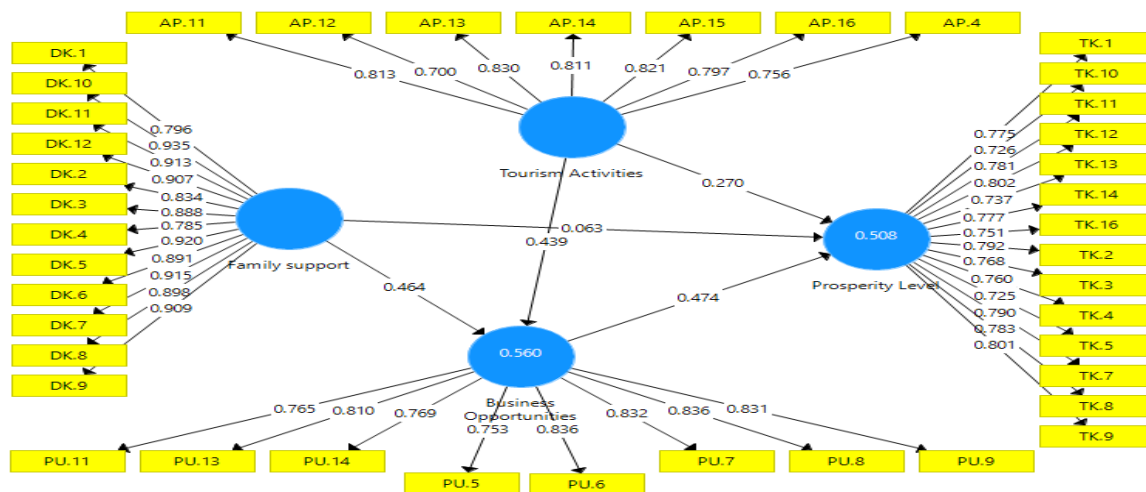 AP.11
AP.12
AP.13
AP.14
AP.15
AP.16
AP.4
0.813
0.700
0.830
0.811
0.821
0.797
0.756
DK.1
DK.10
DK.11
DK.12
DK.2
DK.3
DK.4
DK.5
DK.6
DK.7
DK.8
DK.9
0.796
0.935
0.913
0.907
0.834
0.888
0.785
0.920
0.891
0.915
0.898
0.909
Tourism Activities
Family support
0.270
0.063
0.439
0.464
0.474
0.508
Prosperity Level
0.560
Business
Opportunities
TK.1
TK.10
TK.11
TK.12
TK.13
TK.14
TK.16
TK.2
TK.3
TK.4
TK.5
TK.7
TK.8
TK.9
0.775
0.726
0.781
0.802
0.737
0.777
0.751
0.792
0.768
0.760
0.725
0.790
0.783
0.801
0.765
0.810
0.769
0.753
0.836
0.832
0.836
0.831
PU.11
PU.13
PU.14
PU.5
PU.6
PU.7
PU.8
PU.9